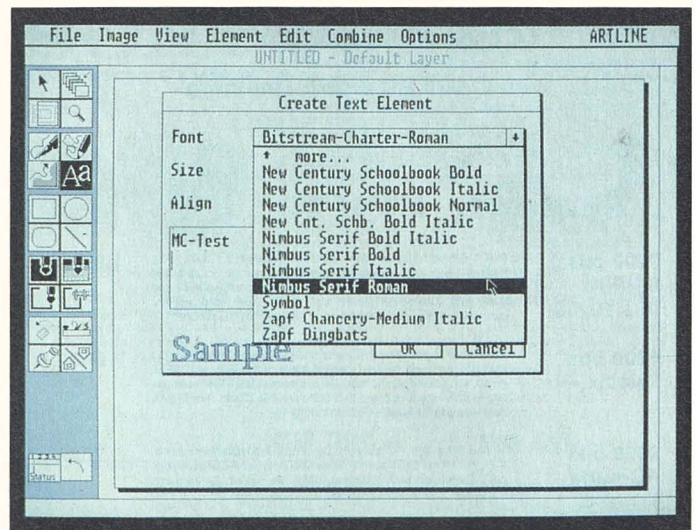 File Image View Element Edit Combine Options ARTLINE
UNTITLED - Default Layer
Create Text Element
Font Bitstream-Charter-Roman
more...
Size New Century Schoolbook Bold
New Century Schoolbook Italic
Align New Century Schoolbook Normal
New Cnt. Schb. Bold Italic
MC-Test Nimbus Serif Bold Italic
Nimbus Serif Bold
Nimbus Serif Italic
Nimbus Serif Roman
Symbol
Zapf Chancery-Medium Italic
Zapf Dingbats
Sample OK Cancel
Aa
Status